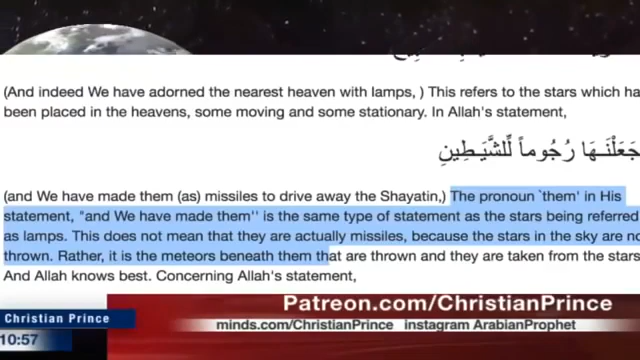 (And indeed We have adorned the nearest heaven with lamps, ) This refers to the stars which ha
been placed in the heavens, some moving and some stationary. In Allah's statement,
جَعَلْنَـهَا رُجُوماً لِّلشَّيَـطِينِ
(and We have made them (as) missiles to drive away the Shayatin,) The pronoun `them' in His
statement, "and We have made them'' is the same type of statement as the stars being referred
as lamps. This does not mean that they are actually missiles, because the stars in the sky are no
thrown. Rather, it is the meteors beneath them that are thrown and they are taken from the stars
And Allah knows best. Concerning Allah's statement,
Patreon.com/ChristianPrince
Christian Prince
minds.com/ChristianPrince instagram ArabianProphet
10:57